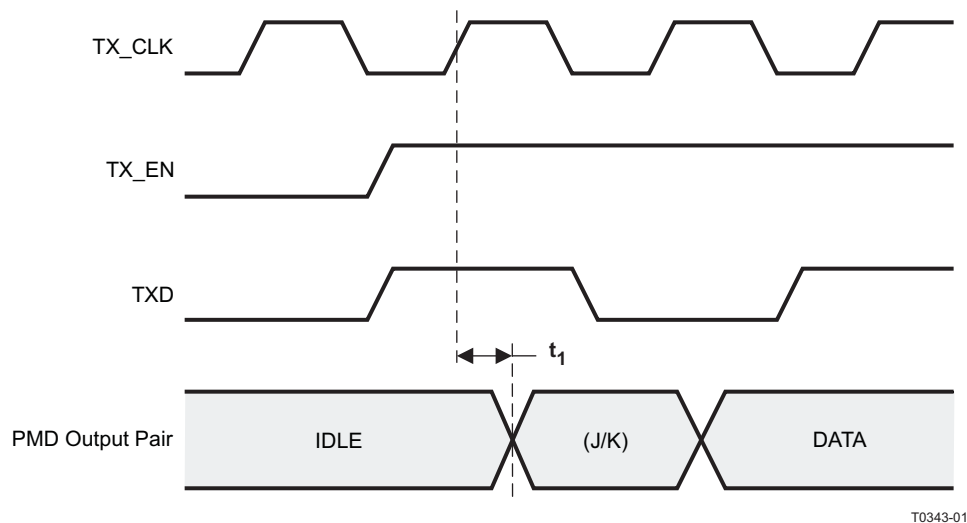 TX_CLK
TX_EN
TXD
t1
PMD Output Pair
IDLE
(J/K)
DATA
T0343-01